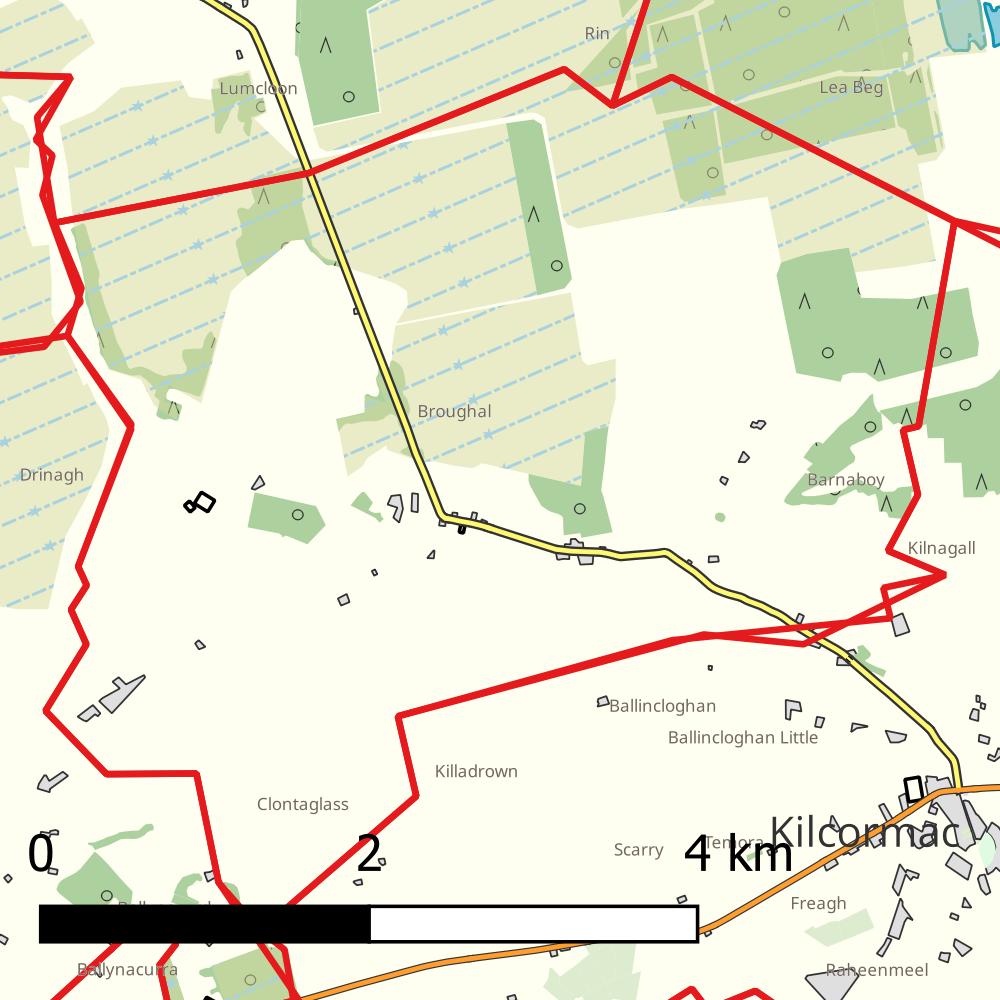 Rin
Lumcloon
Lea Beg
Broughal
Drinagh
Barnaboy
Kilnagall
Ballincloghan
Ballincloghan Little
Killadrown
Clontaglass
Kilcormac
0
2
4 km
Temora
Scarry
Freagh
Ballynacurra
Raheenmeel